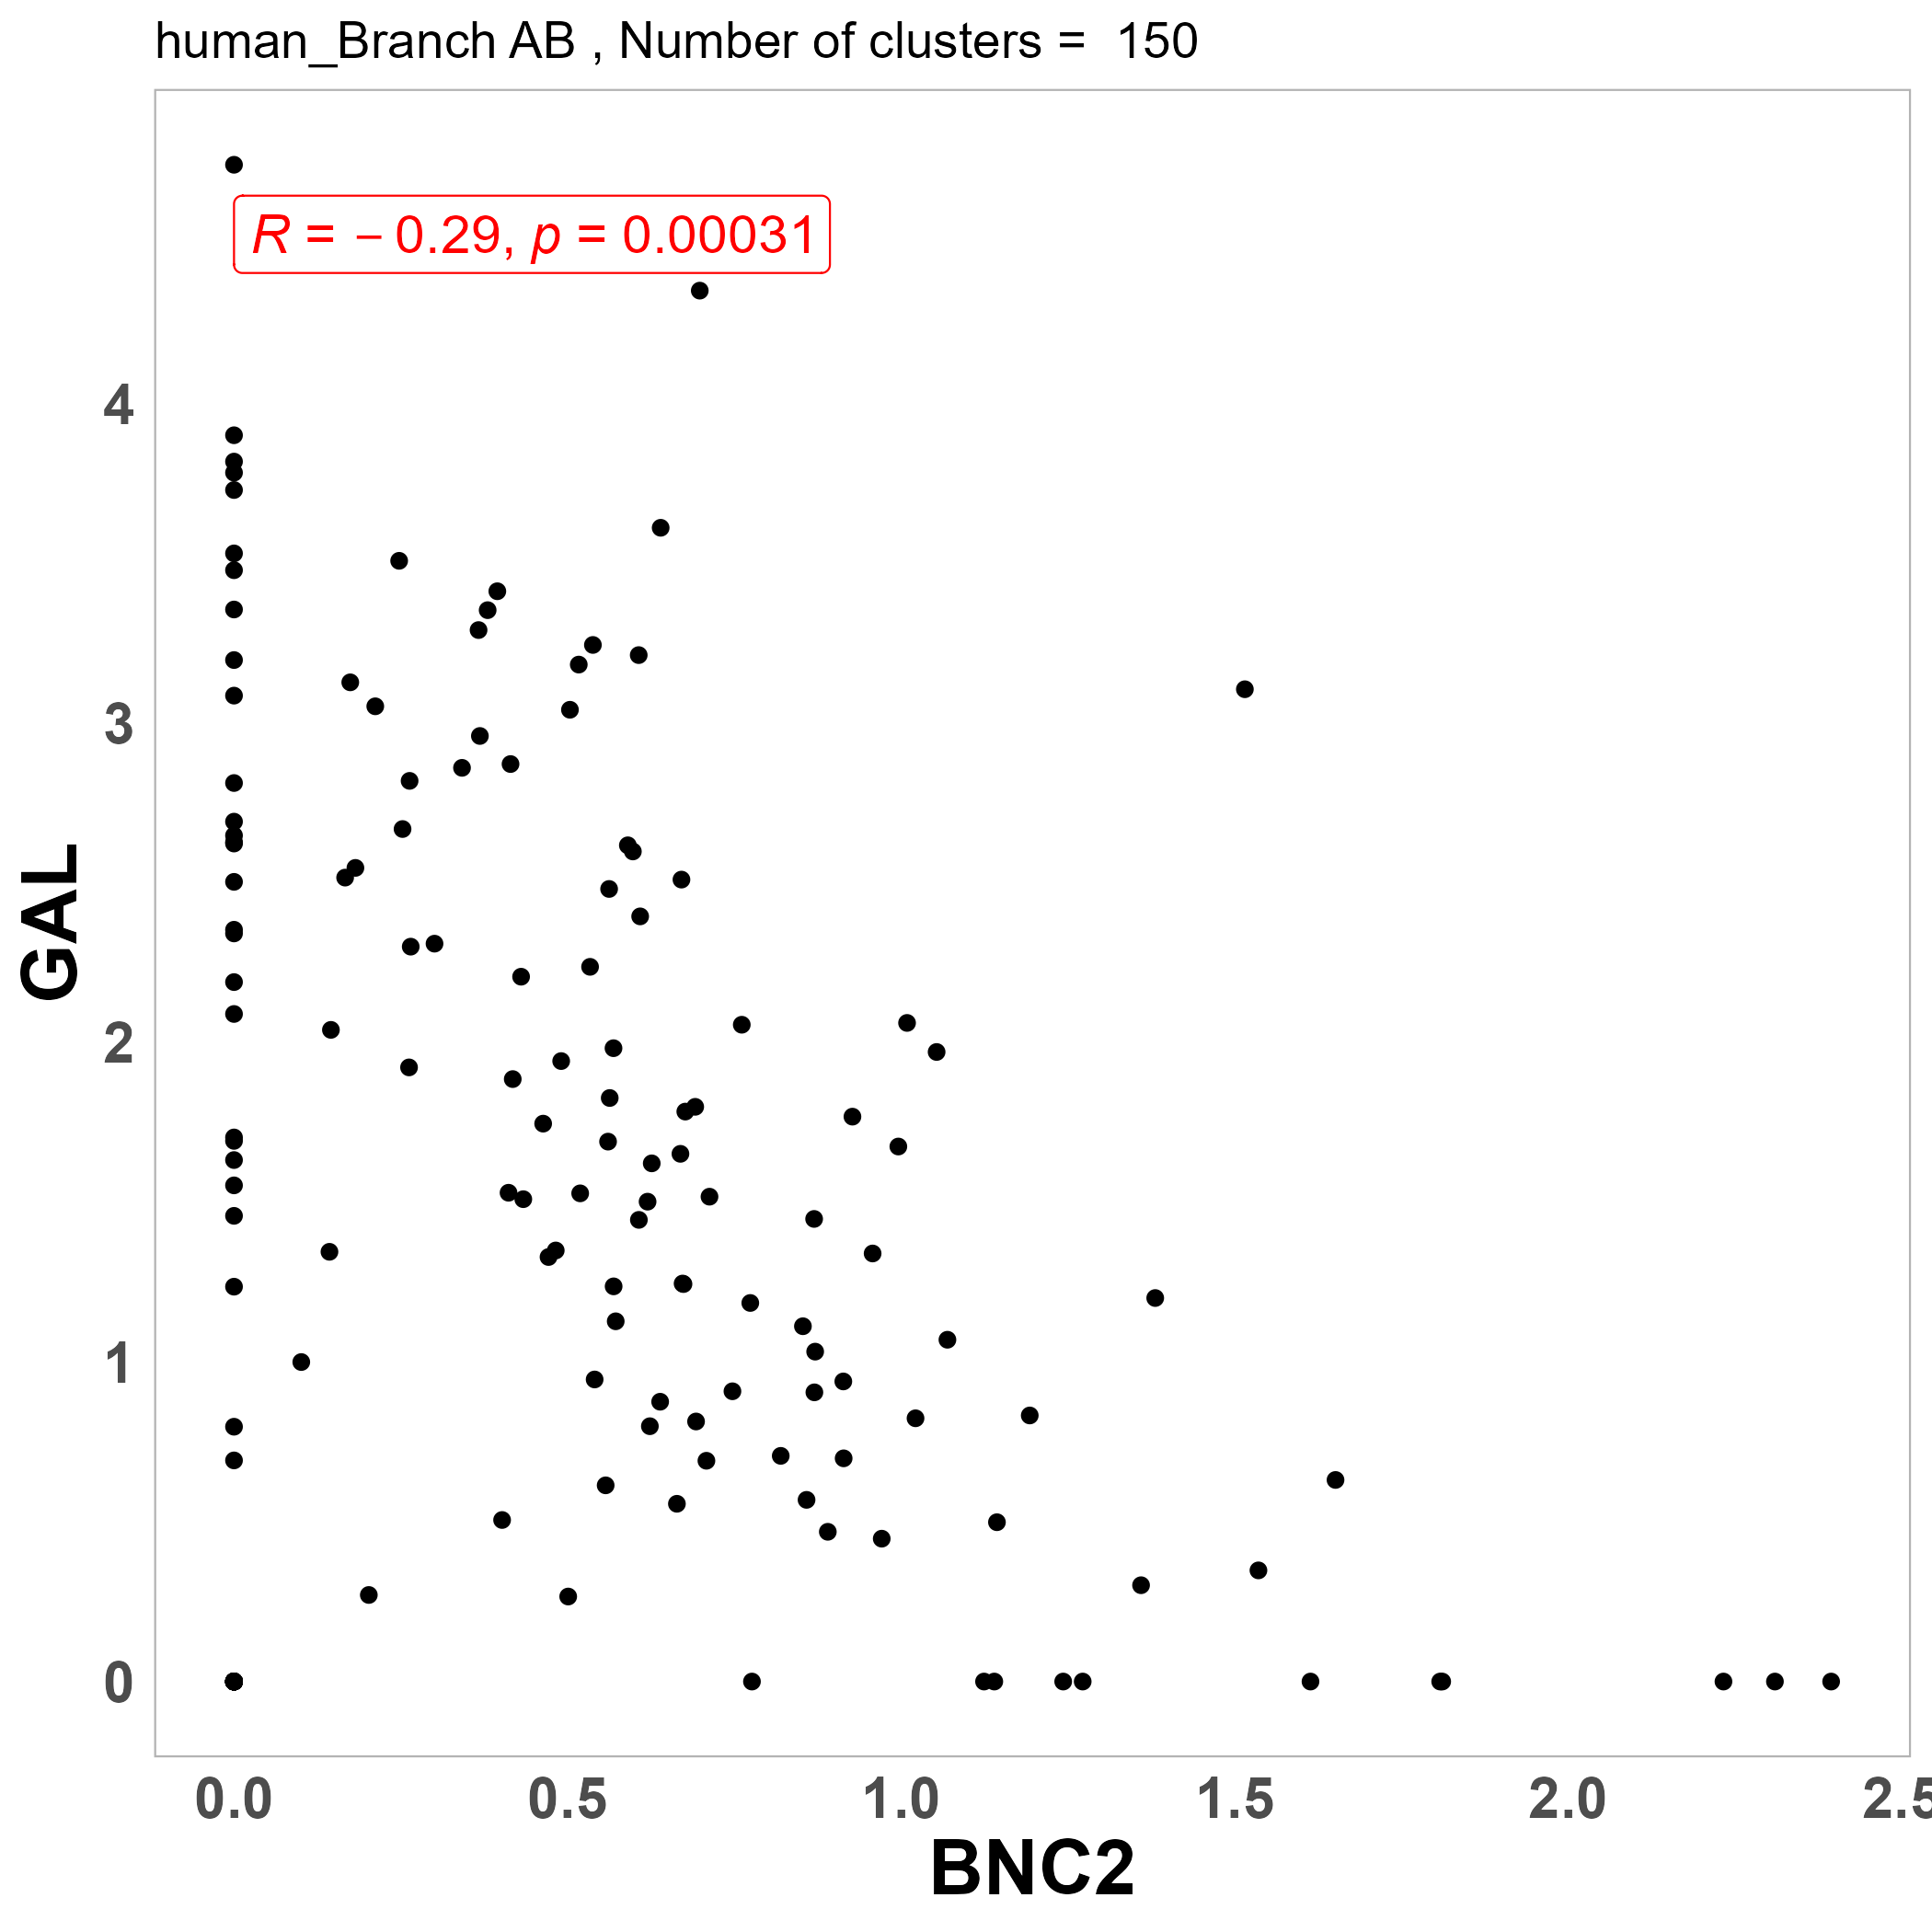 human_Branch AB , Number of clusters = 150
R = − 0.29, p = 0.00031
4
3
2
1
0
GAL
0.0 0.5 1.0 1.5 2.0 2.5
BNC2